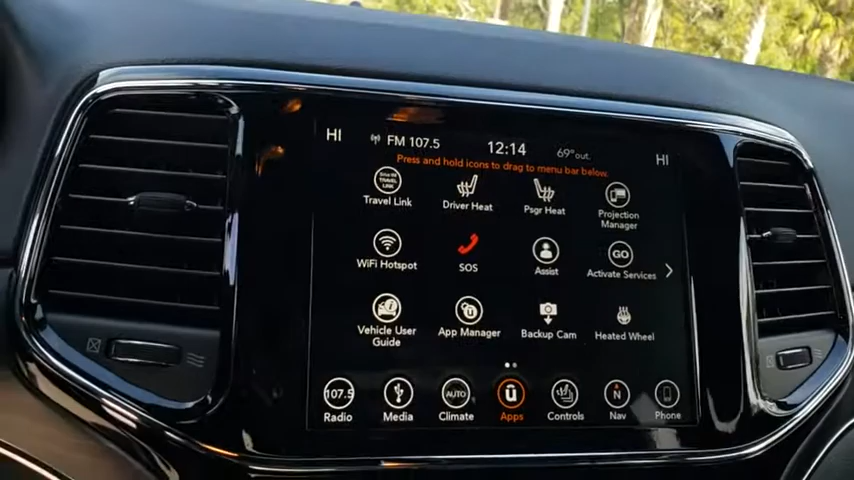 HI
FM 107.5
12:14
69°out
HI
Press and hold icons to drag to menu bar below.
Travel Link
Driver Heat
Psgr Heat
Projection
Manager
WiFi Hotspot
SOS
Assist
GO
Activate Services
Vehicle User
Guide
App Manager
Backup Cam
Heated Wheel
107.5
AUTO
N
Radio
Media
Climate
Apps
Controls
Nav
Phone